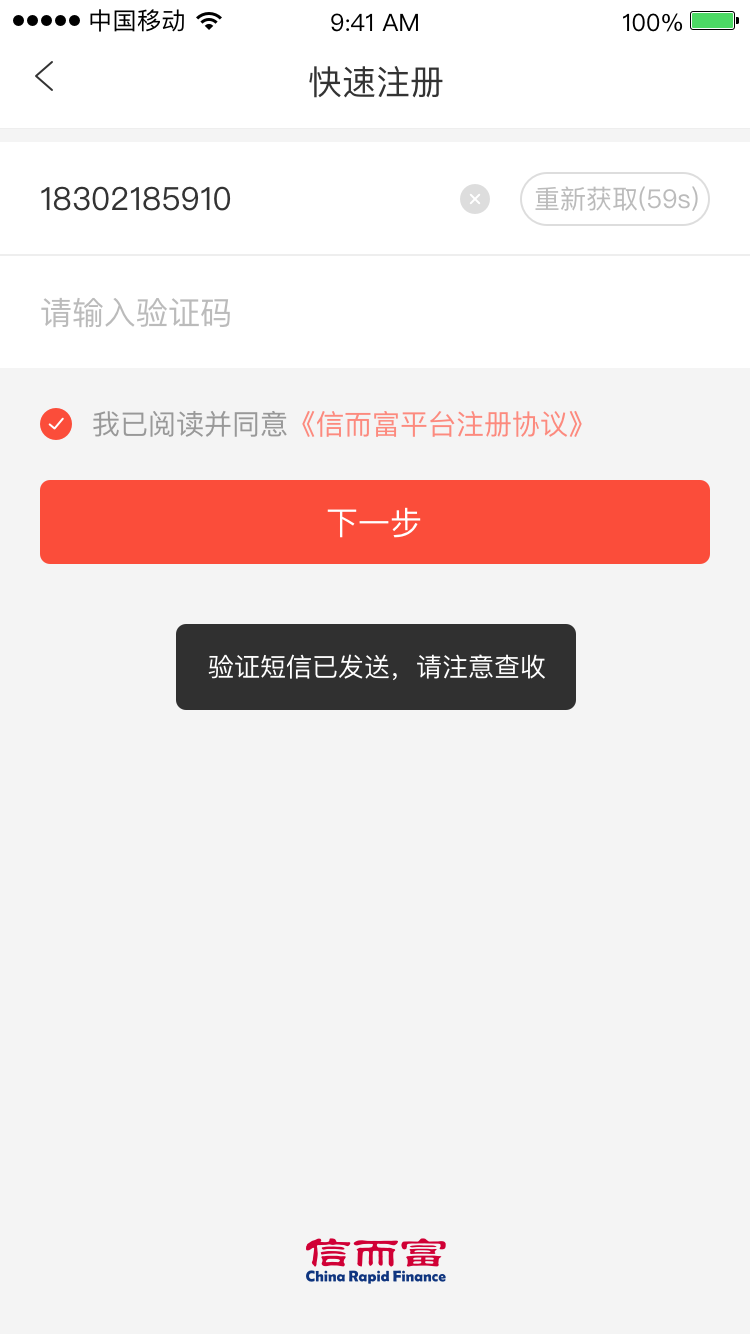 中国移动 9:41 AM 100%
快速注册
18302185910 重新获取(59s)
请输入验证码
我已阅读并同意《信而富平台注册协议》
下一步
验证短信已发送，请注意查收
信而富
China Rapid Finance